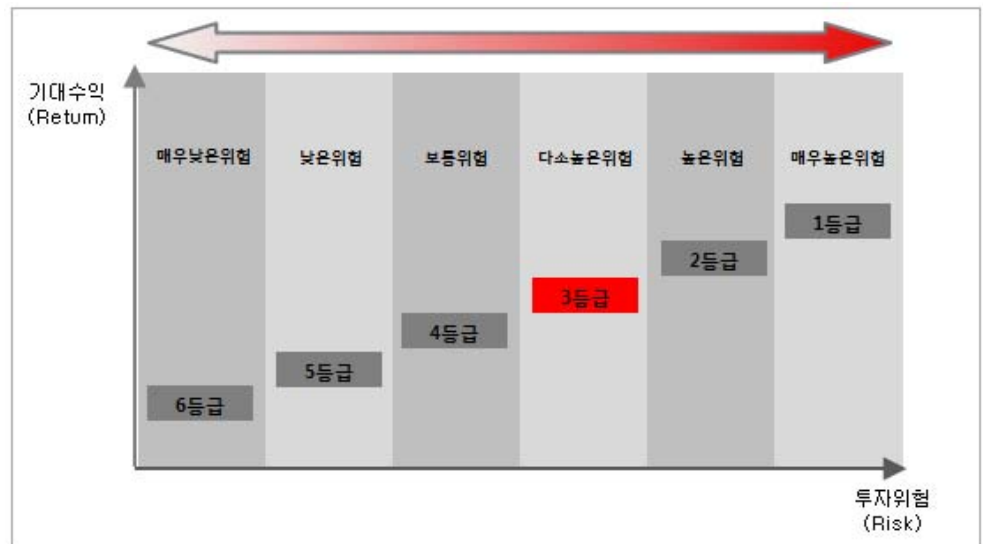 기대수익
(Retum)
매우낮은위험
낮은위험
보통위험
다소높은위험
높은위험
매우높은위험
1등급
2등급
3등급
4등급
5등급
6등급
투자위험
(Risk)